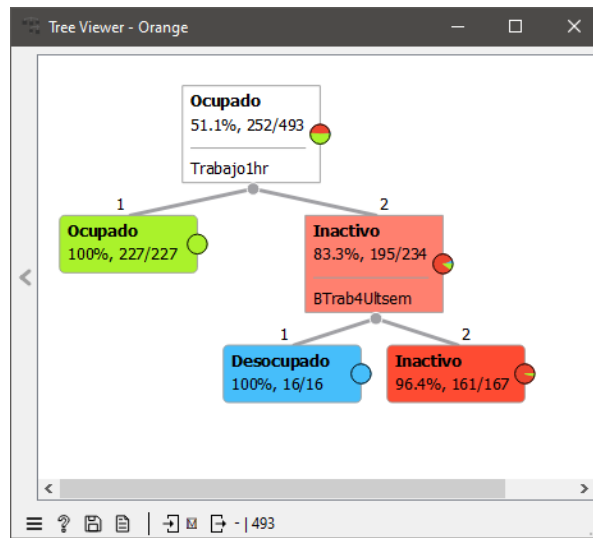 Tree Viewer - Orange
Ocupado
51.1%, 252/493
Trabajo1hr
1
2
Ocupado
100%, 227/227
Inactivo
83.3%, 195/234
BTrab4Ultsem
1
2
Desocupado
100%, 16/16
Inactivo
96.4%, 161/167
- | 493